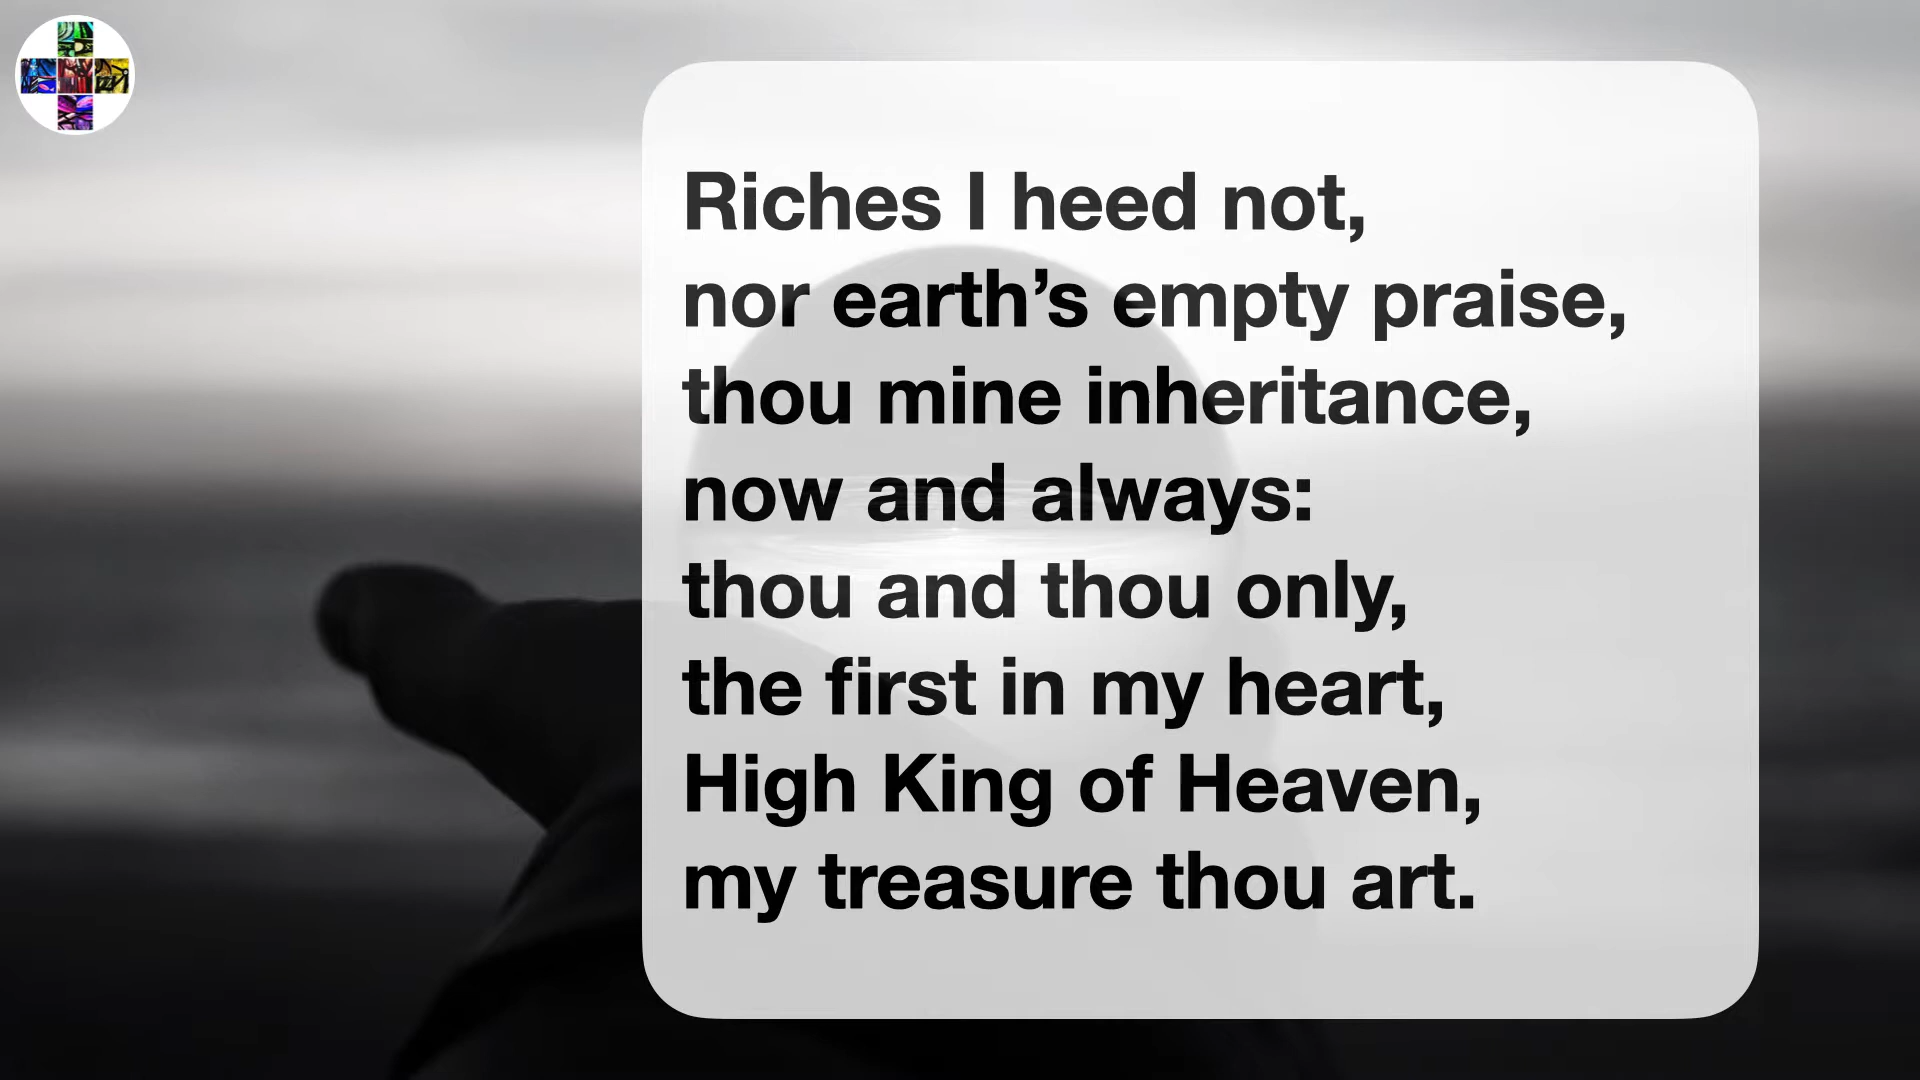 Riches I heed not,
nor earth’s empty praise,
thou mine inheritance,
now and always:
thou and thou only,
the first in my heart,
High King of Heaven,
my treasure thou art.